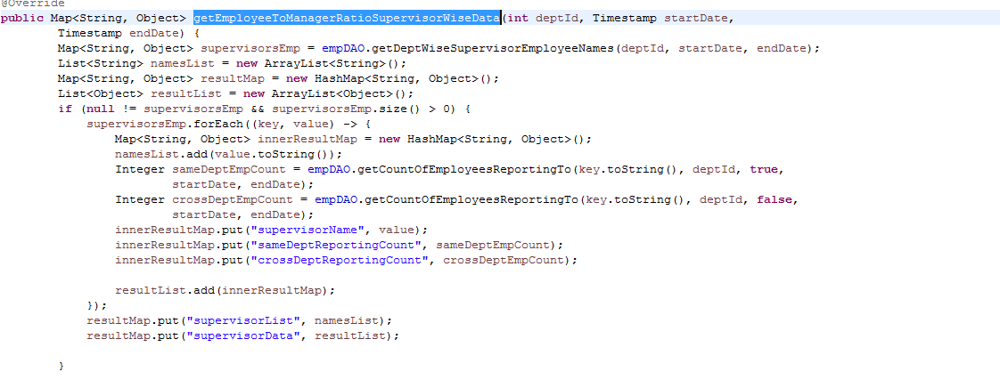 @Override
public Map<String, Object> getEmployeeToManagerRatioSupervisorWiseData(int deptId, Timestamp startDate,
        Timestamp endDate) {
        Map<String, Object> supervisorsEmp = empDAO.getDeptWiseSupervisorEmployeeNames(deptId, startDate, endDate);
        List<String> namesList = new ArrayList<String>();
        Map<String, Object> resultMap = new HashMap<String, Object>();
        List<Object> resultList = new ArrayList<Object>();
        if (null != supervisorsEmp && supervisorsEmp.size() > 0) {
            supervisorsEmp.forEach((key, value) -> {
                Map<String, Object> innerResultMap = new HashMap<String, Object>();
                namesList.add(value.toString());
                Integer sameDeptEmpCount = empDAO.getCountOfEmployeesReportingTo(key.toString(), deptId, true,
                        startDate, endDate);
                Integer crossDeptEmpCount = empDAO.getCountOfEmployeesReportingTo(key.toString(), deptId, false,
                        startDate, endDate);
                innerResultMap.put("supervisorName", value);
                innerResultMap.put("sameDeptReportingCount", sameDeptEmpCount);
                innerResultMap.put("crossDeptReportingCount", crossDeptEmpCount);
                resultList.add(innerResultMap);
            });
            resultMap.put("supervisorList", namesList);
            resultMap.put("supervisorData", resultList);
        }